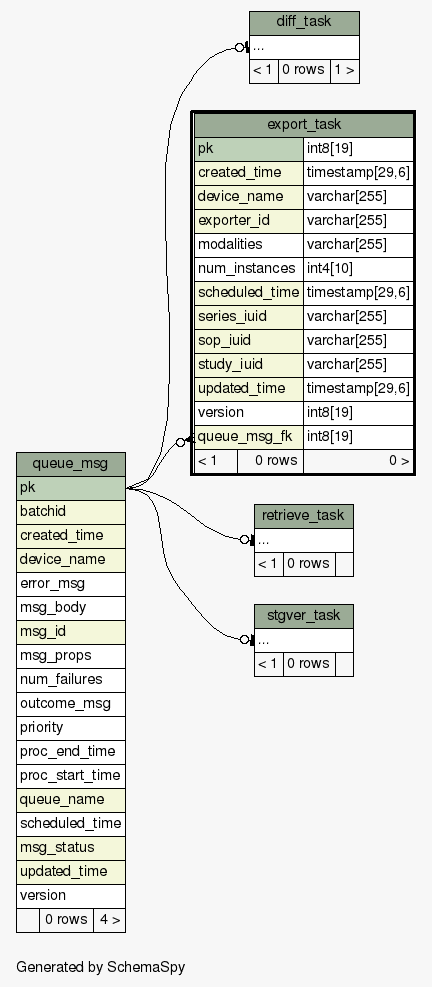 diff_task
...
< 1 0 rows 1 >
export_task
pk int8[19]
created_time timestamp[29,6]
device_name varchar[255]
exporter_id varchar[255]
modalities varchar[255]
num_instances int4[10]
scheduled_time timestamp[29,6]
series_iuid varchar[255]
sop_iuid varchar[255]
study_iuid varchar[255]
updated_time timestamp[29,6]
version int8[19]
queue_msg_fk int8[19]
< 1 0 rows 0 >
queue_msg
pk
batchid
created_time
device_name
error_msg
msg_body
msg_id
msg_props
num_failures
outcome_msg
priority
proc_end_time
proc_start_time
queue_name
scheduled_time
msg_status
updated_time
version
0 rows 4 >
retrieve_task
...
< 1 0 rows
stgver_task
...
< 1 0 rows
Generated by SchemaSpy